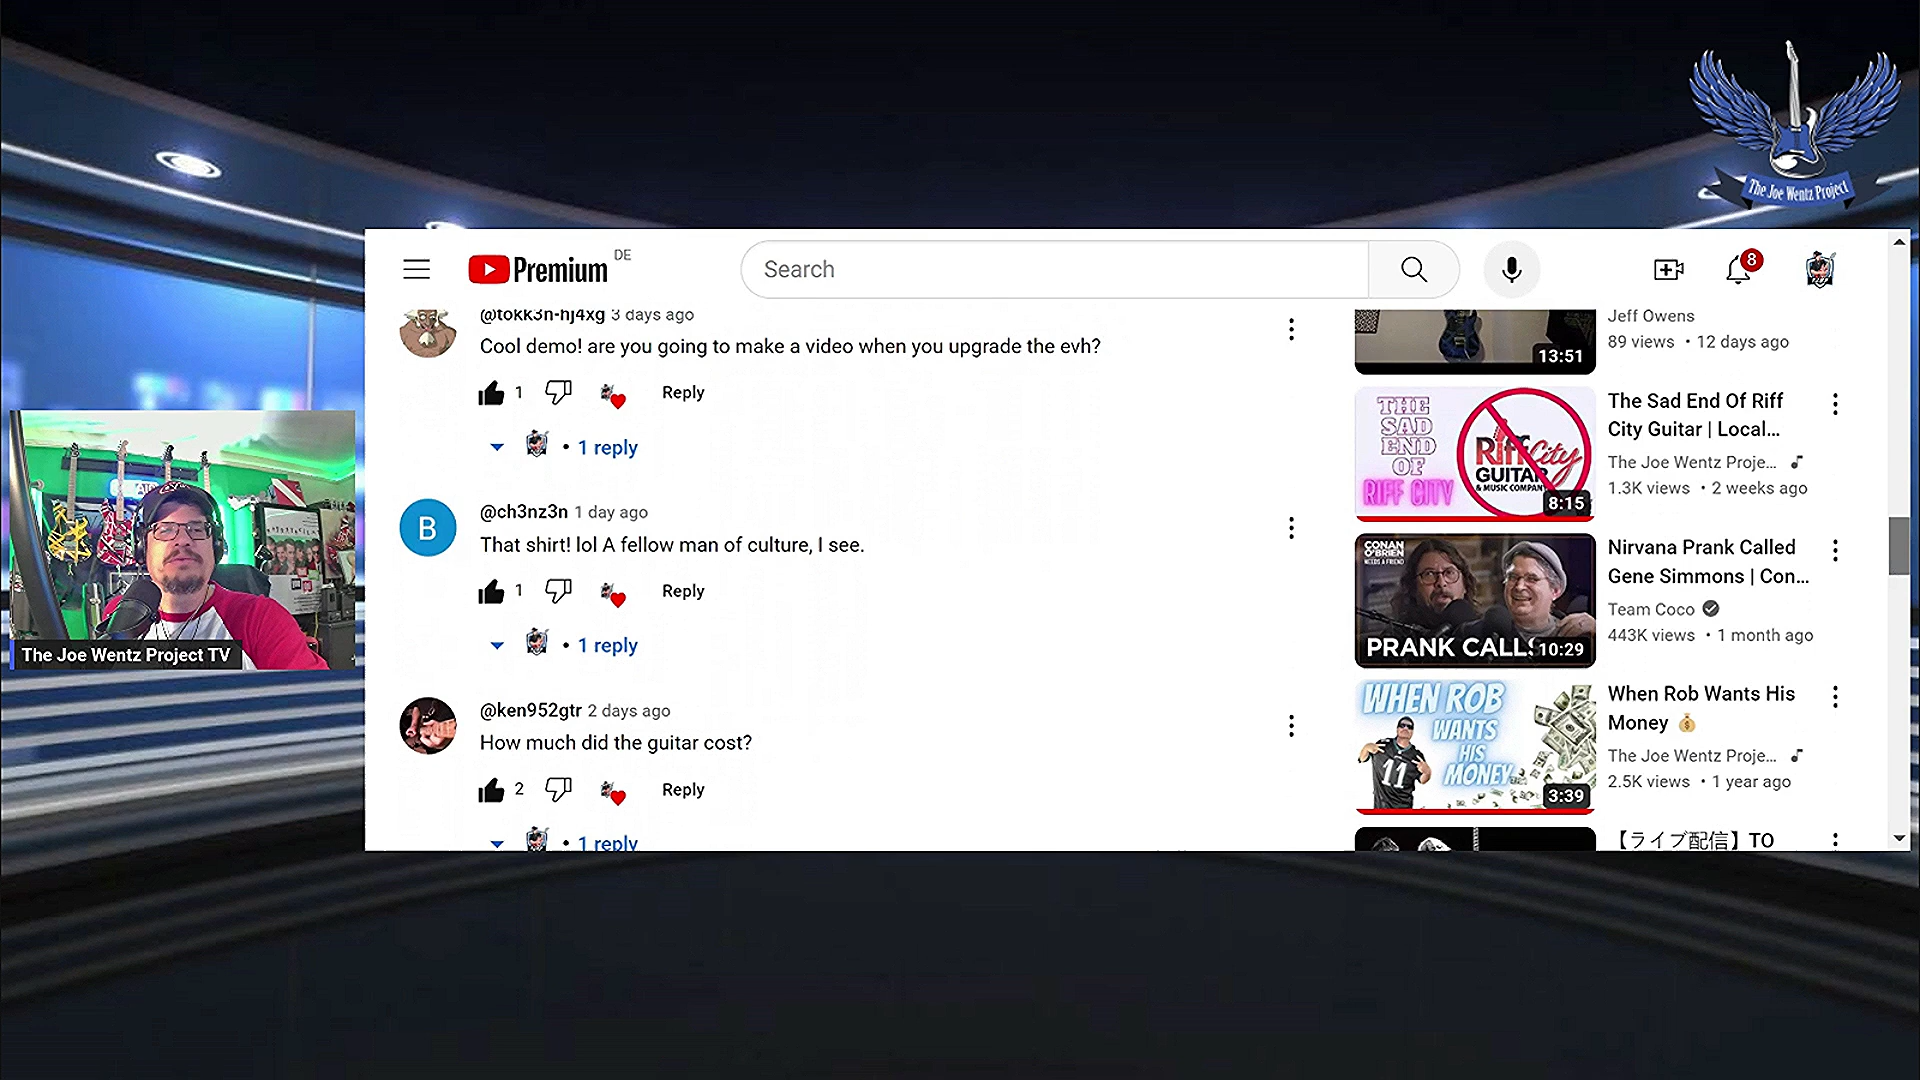 The Joe Wentz Project
Premium DE
Search
8
@tokk3n-hj4xg 3 days ago
Cool demo! are you going to make a video when you upgrade the evh?
1
Reply
• 1 reply
B
@ch3nz3n 1 day ago
That shirt! lol A fellow man of culture, I see.
1
Reply
• 1 reply
@ken952gtr 2 days ago
How much did the guitar cost?
2
Reply
• 1 reply
The Joe Wentz Project TV
13:51
Jeff Owens
89 views • 12 days ago
THE
SAD
END
OF
RIFF CITY
Riff City
GUITAR
& MUSIC COMPANY
8:15
The Sad End Of Riff
City Guitar | Local...
The Joe Wentz Proje...
1.3K views • 2 weeks ago
CONAN
O'BRIEN
NEEDS A FRIEND
PRANK CALLS
10:29
Nirvana Prank Called
Gene Simmons | Con...
Team Coco
443K views • 1 month ago
WHEN ROB
WANTS
HIS
MONEY
11
3:39
When Rob Wants His
Money 💰
The Joe Wentz Proje...
2.5K views • 1 year ago
【ライブ配信】TO